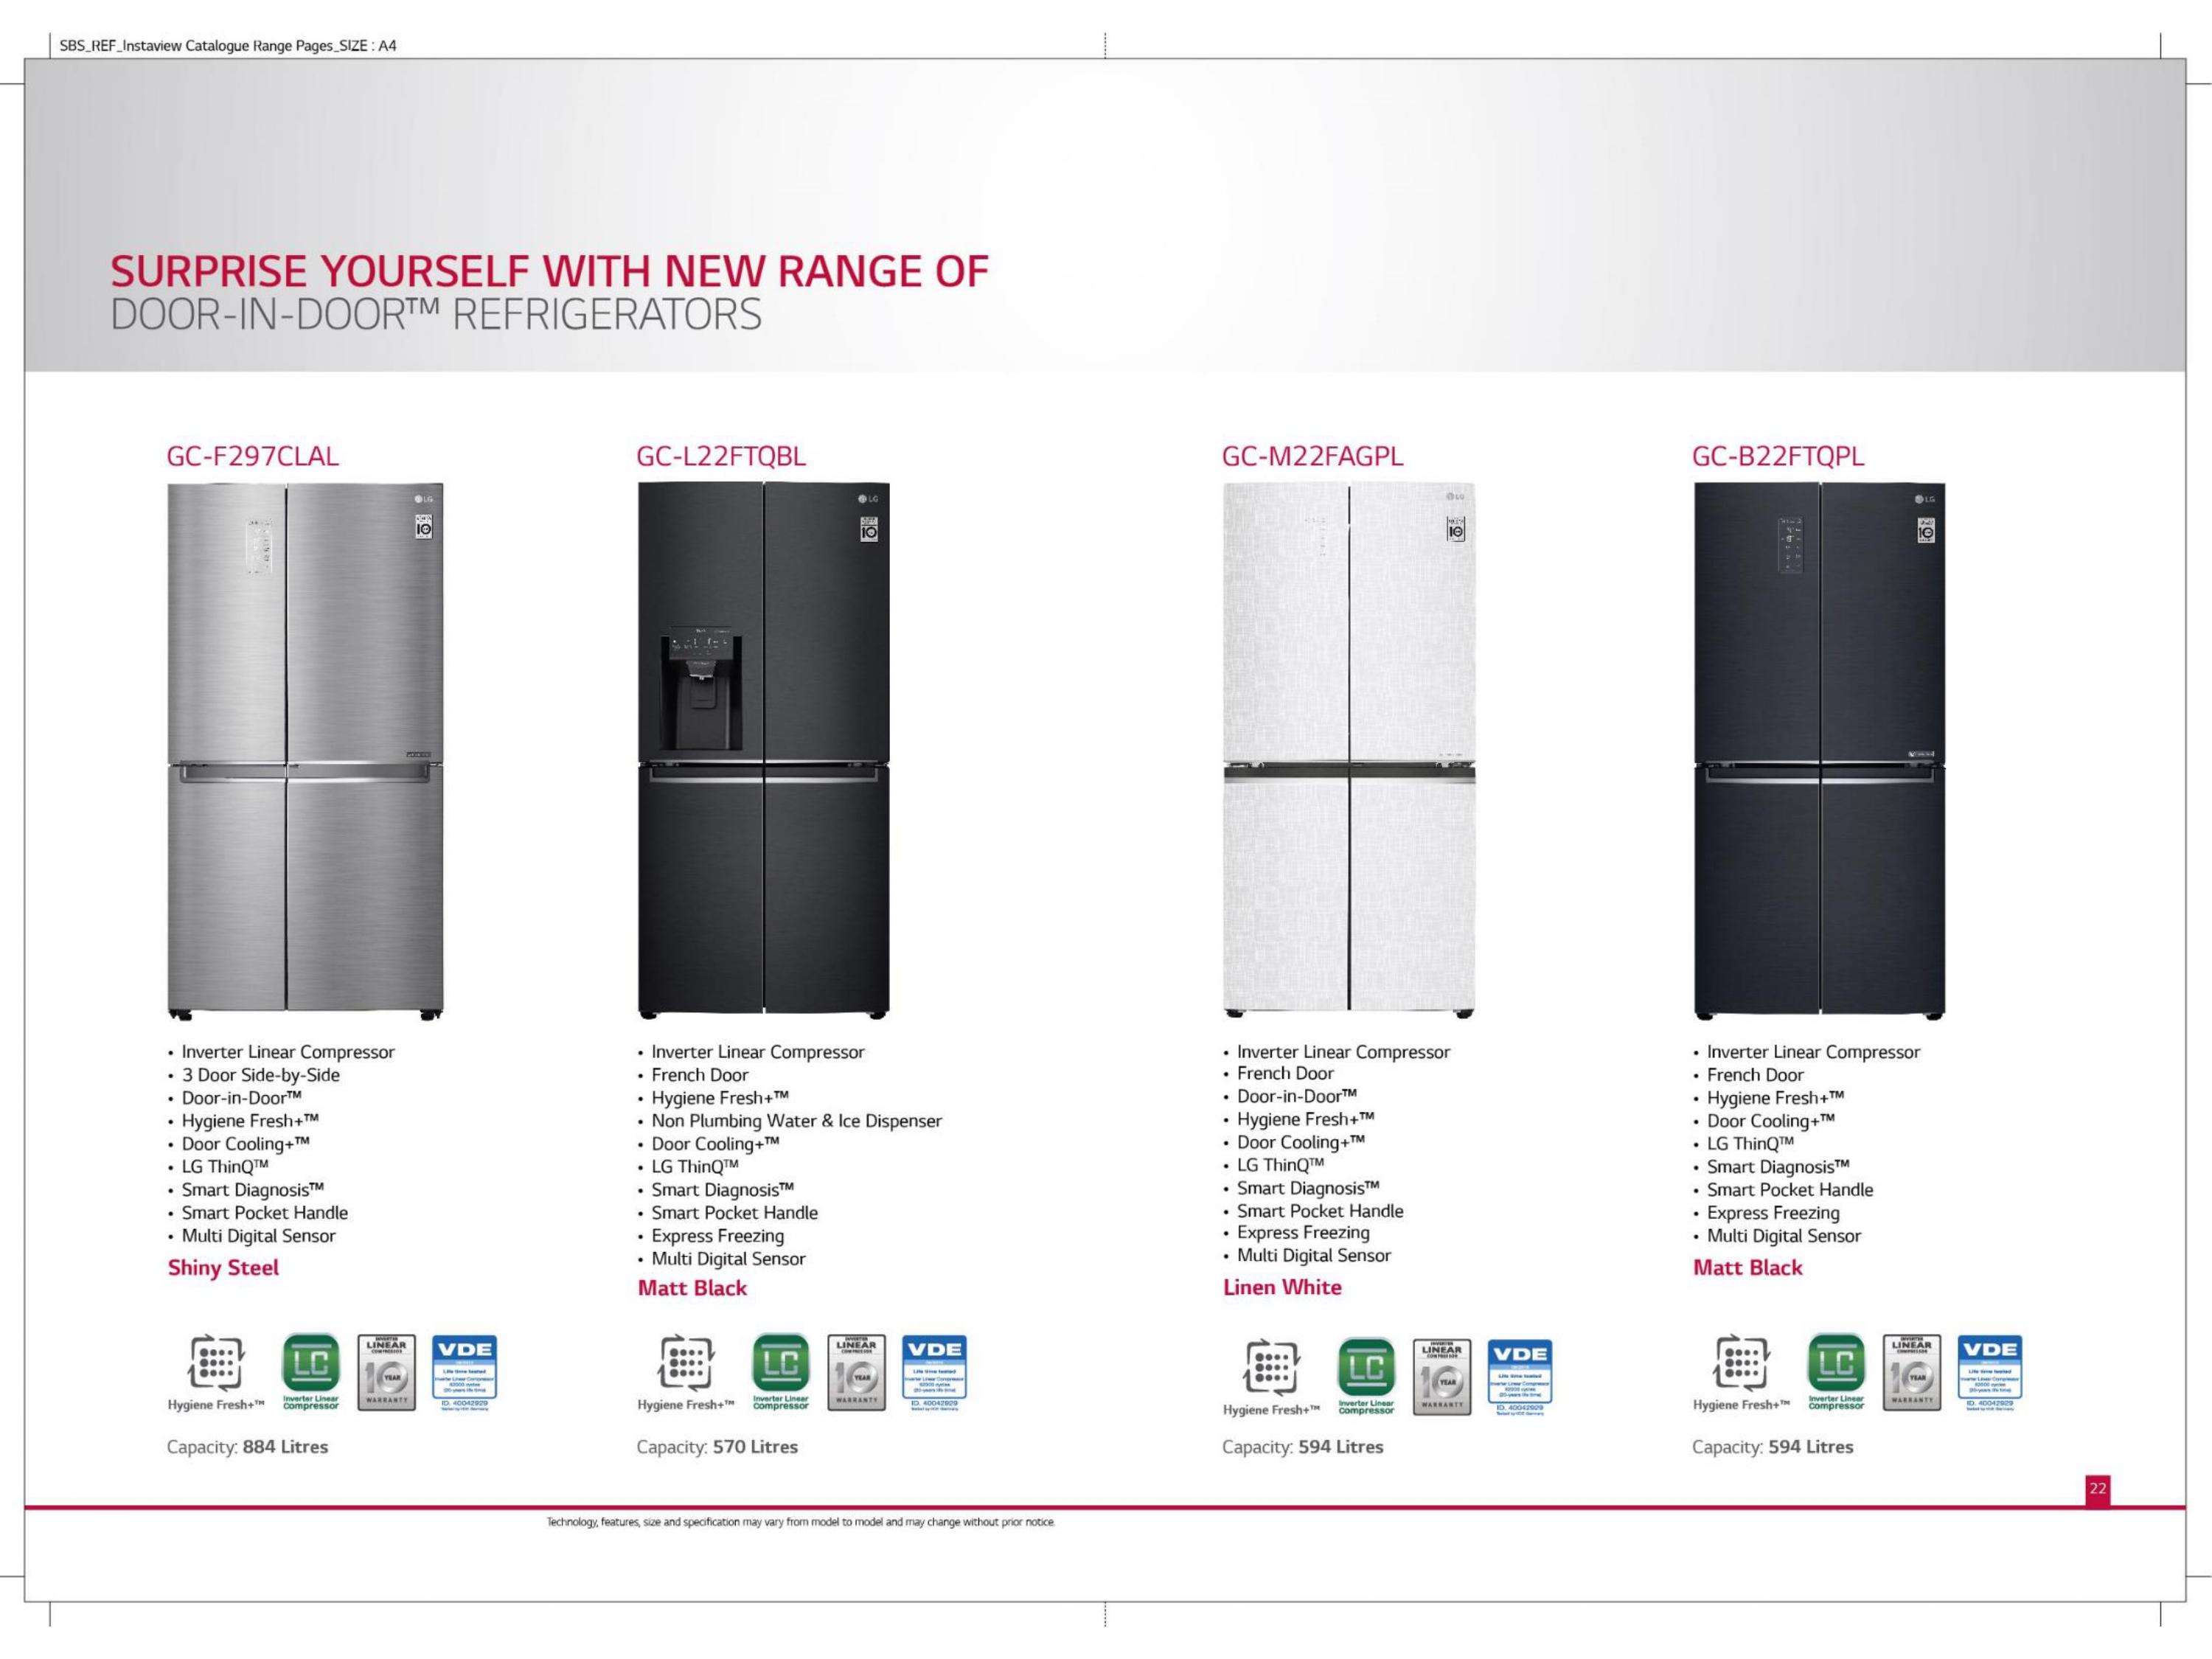 SBS_REF_Instaview Catalogue Range Pages_SIZE : A4
SURPRISE YOURSELF WITH NEW RANGE OF
DOOR-IN-DOOR™ REFRIGERATORS
GC-F297CLAL
LG
• Inverter Linear Compressor
• 3 Door Side-by-Side
• Door-in-Door™
• Hygiene Fresh+™
• Door Cooling+™
• LG ThinQ™
• Smart Diagnosis™
• Smart Pocket Handle
• Multi Digital Sensor
Shiny Steel
Hygiene Fresh+™
LC
Inverter Linear
Compressor
INVERTER
LINEAR
COMPRESSOR
10 YEAR
WARRANTY
VDE
ID. 40042929
Capacity: 884 Litres
GC-L22FTQBL
LG
• Inverter Linear Compressor
• French Door
• Hygiene Fresh+™
• Non Plumbing Water & Ice Dispenser
• Door Cooling+™
• LG ThinQ™
• Smart Diagnosis™
• Smart Pocket Handle
• Express Freezing
• Multi Digital Sensor
Matt Black
Hygiene Fresh+™
LC
Inverter Linear
Compressor
INVERTER
LINEAR
COMPRESSOR
10 YEAR
WARRANTY
VDE
ID. 40042929
Capacity: 570 Litres
GC-M22FAGPL
LG
• Inverter Linear Compressor
• French Door
• Door-in-Door™
• Hygiene Fresh+™
• Door Cooling+™
• LG ThinQ™
• Smart Diagnosis™
• Smart Pocket Handle
• Express Freezing
• Multi Digital Sensor
Linen White
Hygiene Fresh+™
LC
Inverter Linear
Compressor
INVERTER
LINEAR
COMPRESSOR
10 YEAR
WARRANTY
VDE
ID. 40042929
Capacity: 594 Litres
GC-B22FTQPL
LG
• Inverter Linear Compressor
• French Door
• Hygiene Fresh+™
• Door Cooling+™
• LG ThinQ™
• Smart Diagnosis™
• Smart Pocket Handle
• Express Freezing
• Multi Digital Sensor
Matt Black
Hygiene Fresh+™
LC
Inverter Linear
Compressor
INVERTER
LINEAR
COMPRESSOR
10 YEAR
WARRANTY
VDE
ID. 40042929
Capacity: 594 Litres
22
Technology, features, size and specification may vary from model to model and may change without prior notice.